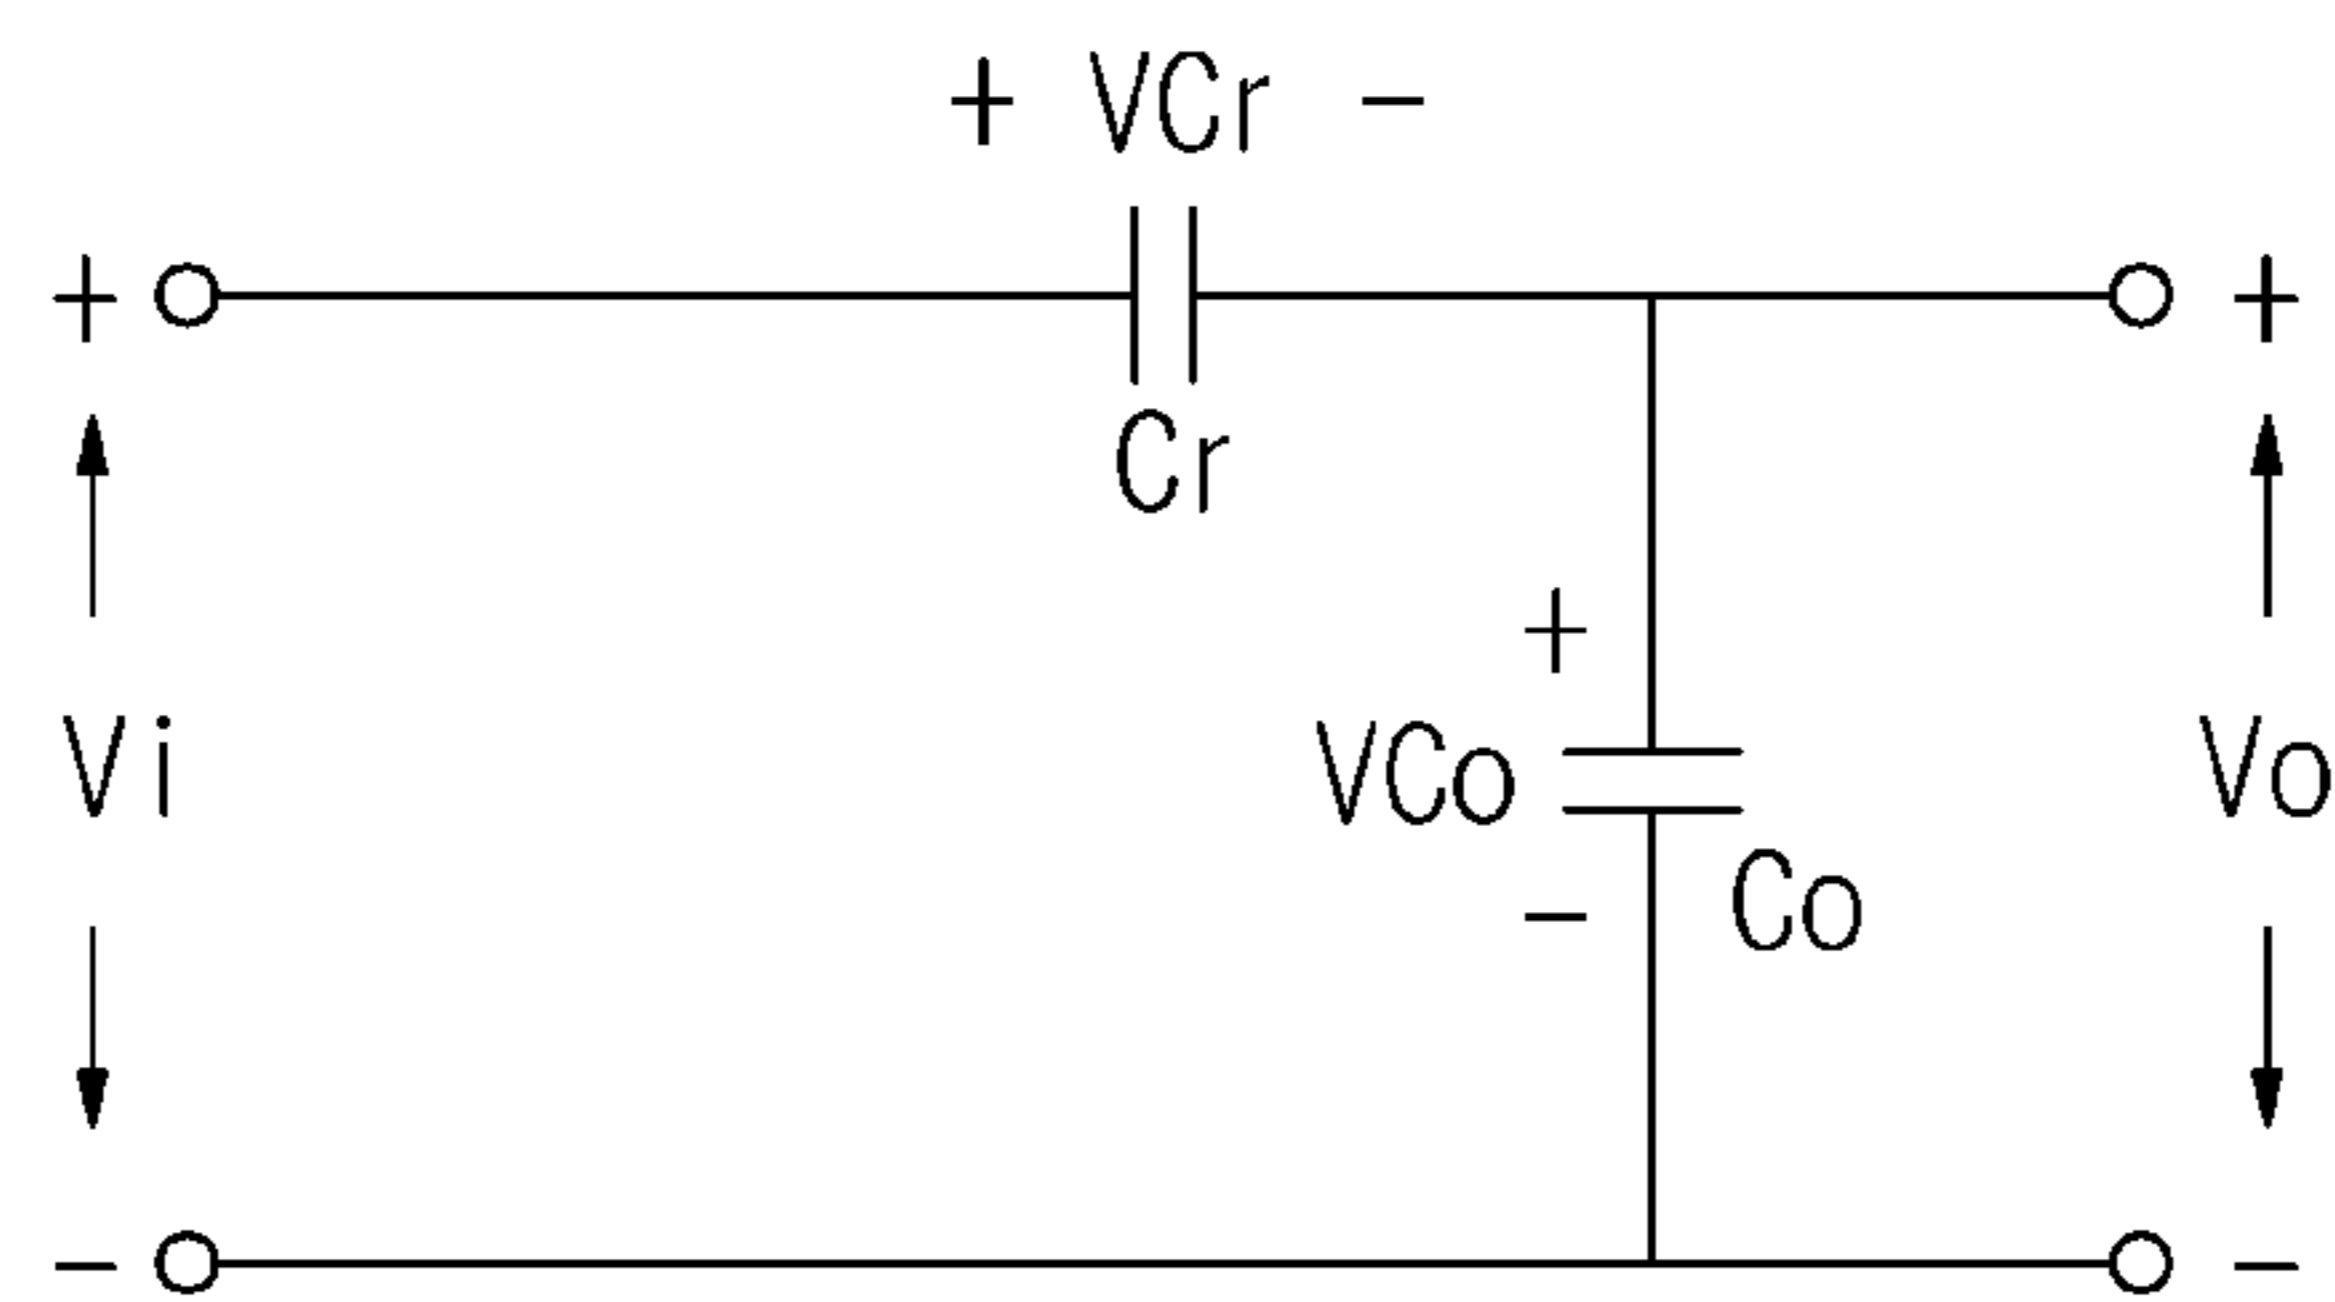 + VCr −
+ +
Cr
+
Vi VCo Vo
− Co
− −